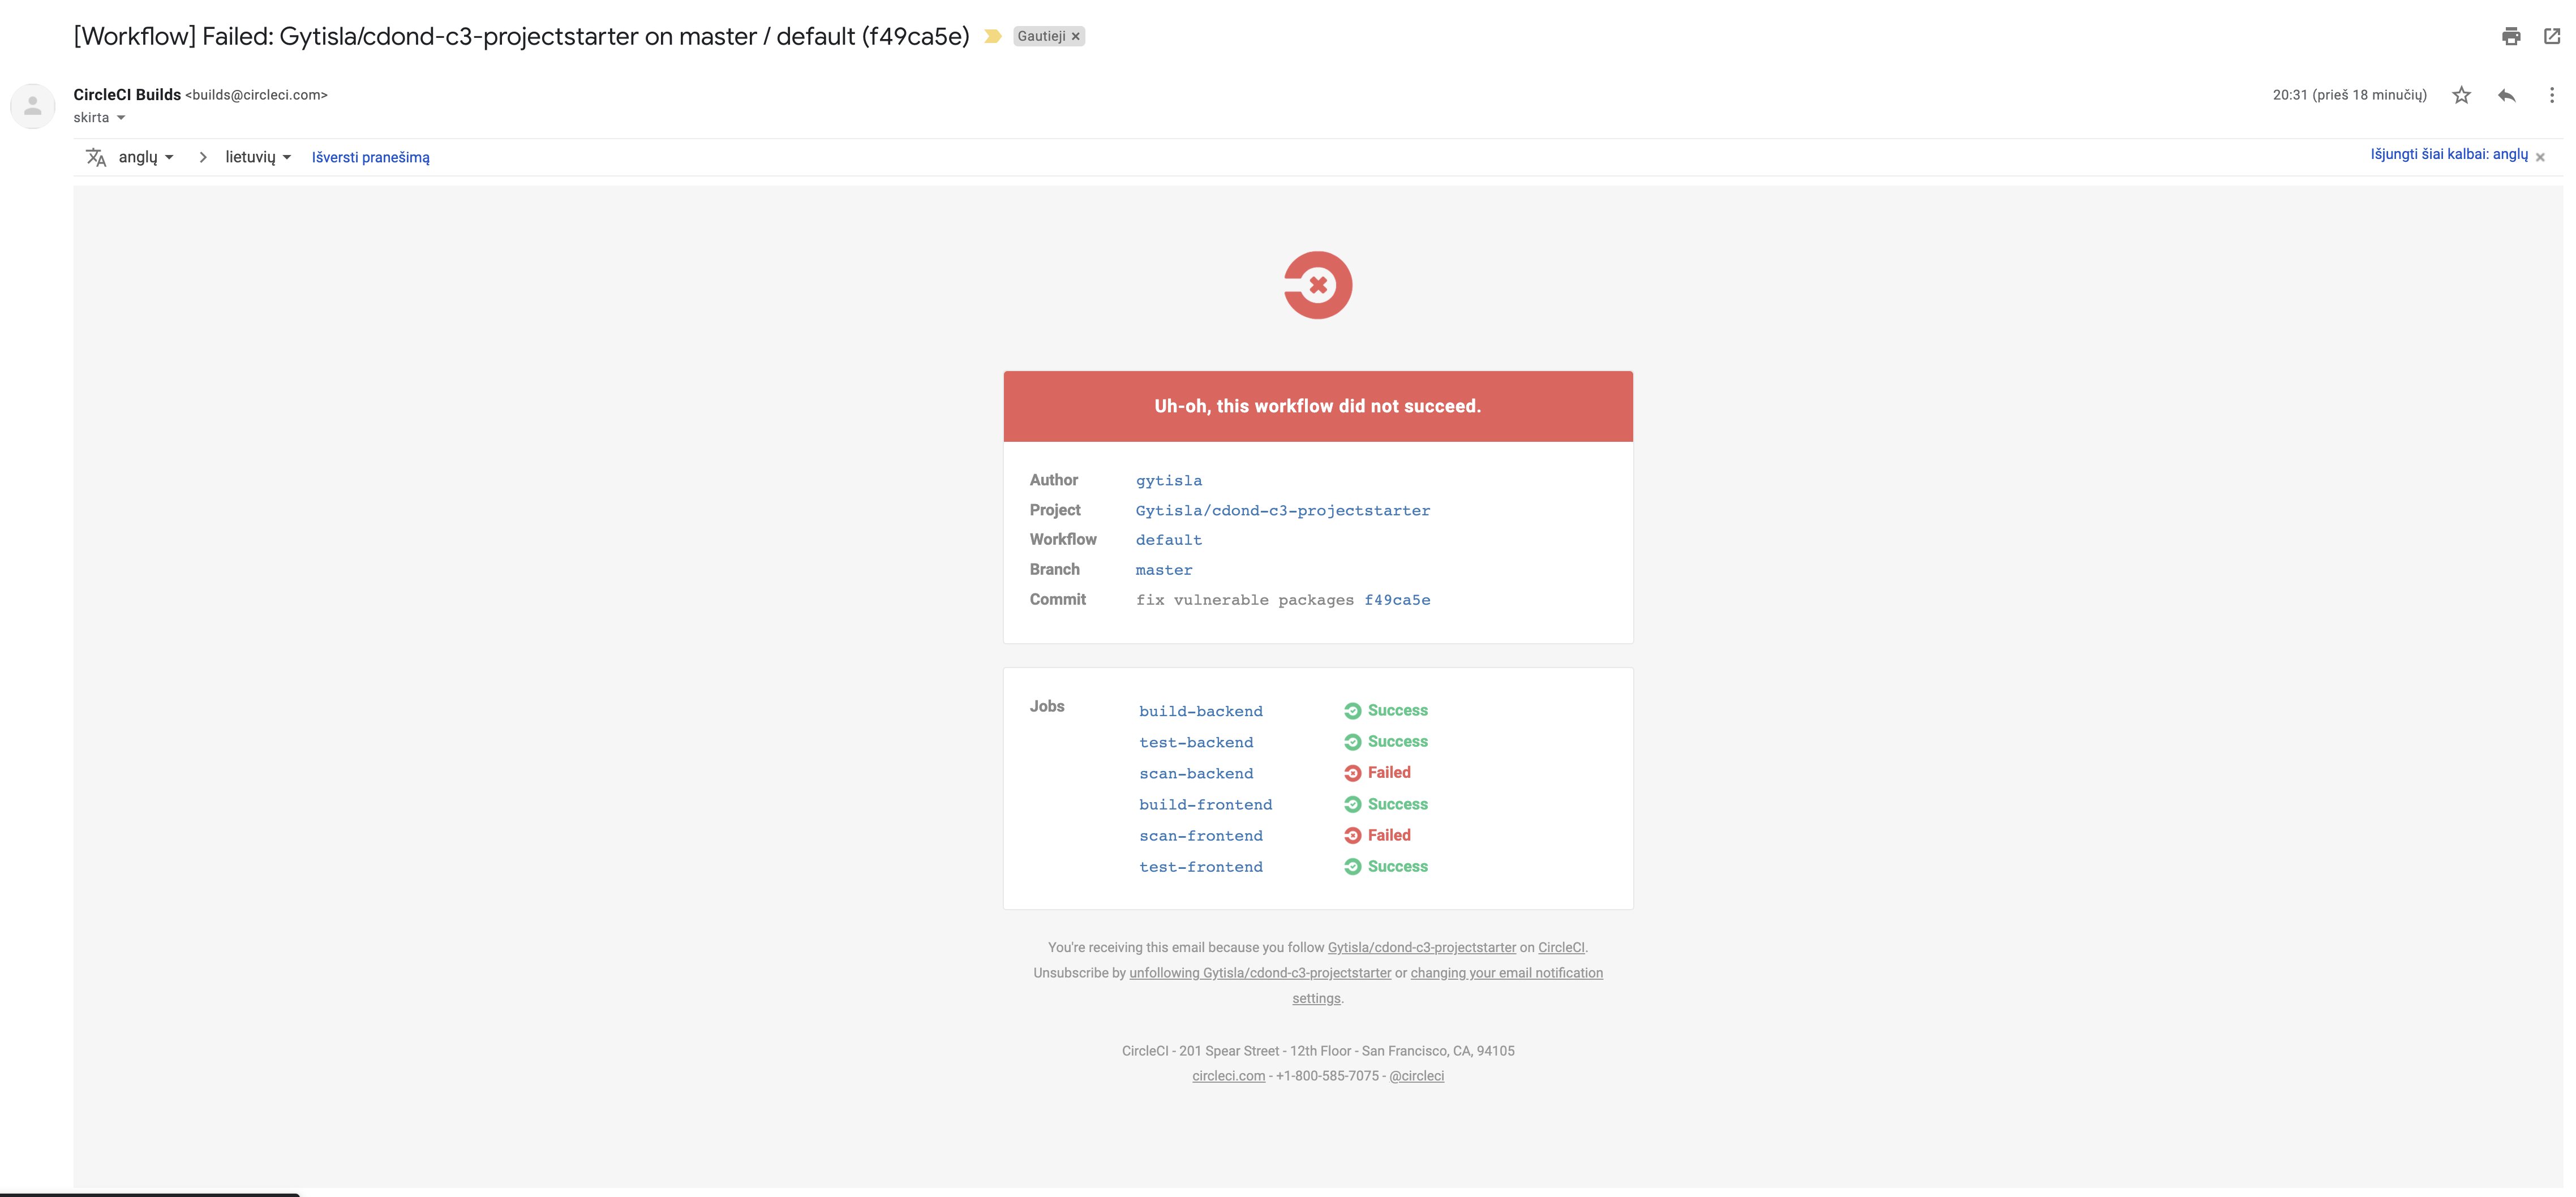 [Workflow] Failed: Gytisla/cdond-c3-projectstarter on master / default (f49ca5e) Gautieji ×
CircleCI Builds <builds@circleci.com> 20:31 (prieš 18 minučių)
skirta
anglų > lietuvių Išversti pranešimą Išjungti šiai kalbai: anglų ×
Uh-oh, this workflow did not succeed.
Author gytisla
Project Gytisla/cdond-c3-projectstarter
Workflow default
Branch master
Commit fix vulnerable packages f49ca5e
Jobs build-backend Success
test-backend Success
scan-backend Failed
build-frontend Success
scan-frontend Failed
test-frontend Success
You're receiving this email because you follow Gytisla/cdond-c3-projectstarter on CircleCI.
Unsubscribe by unfollowing Gytisla/cdond-c3-projectstarter or changing your email notification
settings.
CircleCI - 201 Spear Street - 12th Floor - San Francisco, CA, 94105
circleci.com - +1-800-585-7075 - @circleci